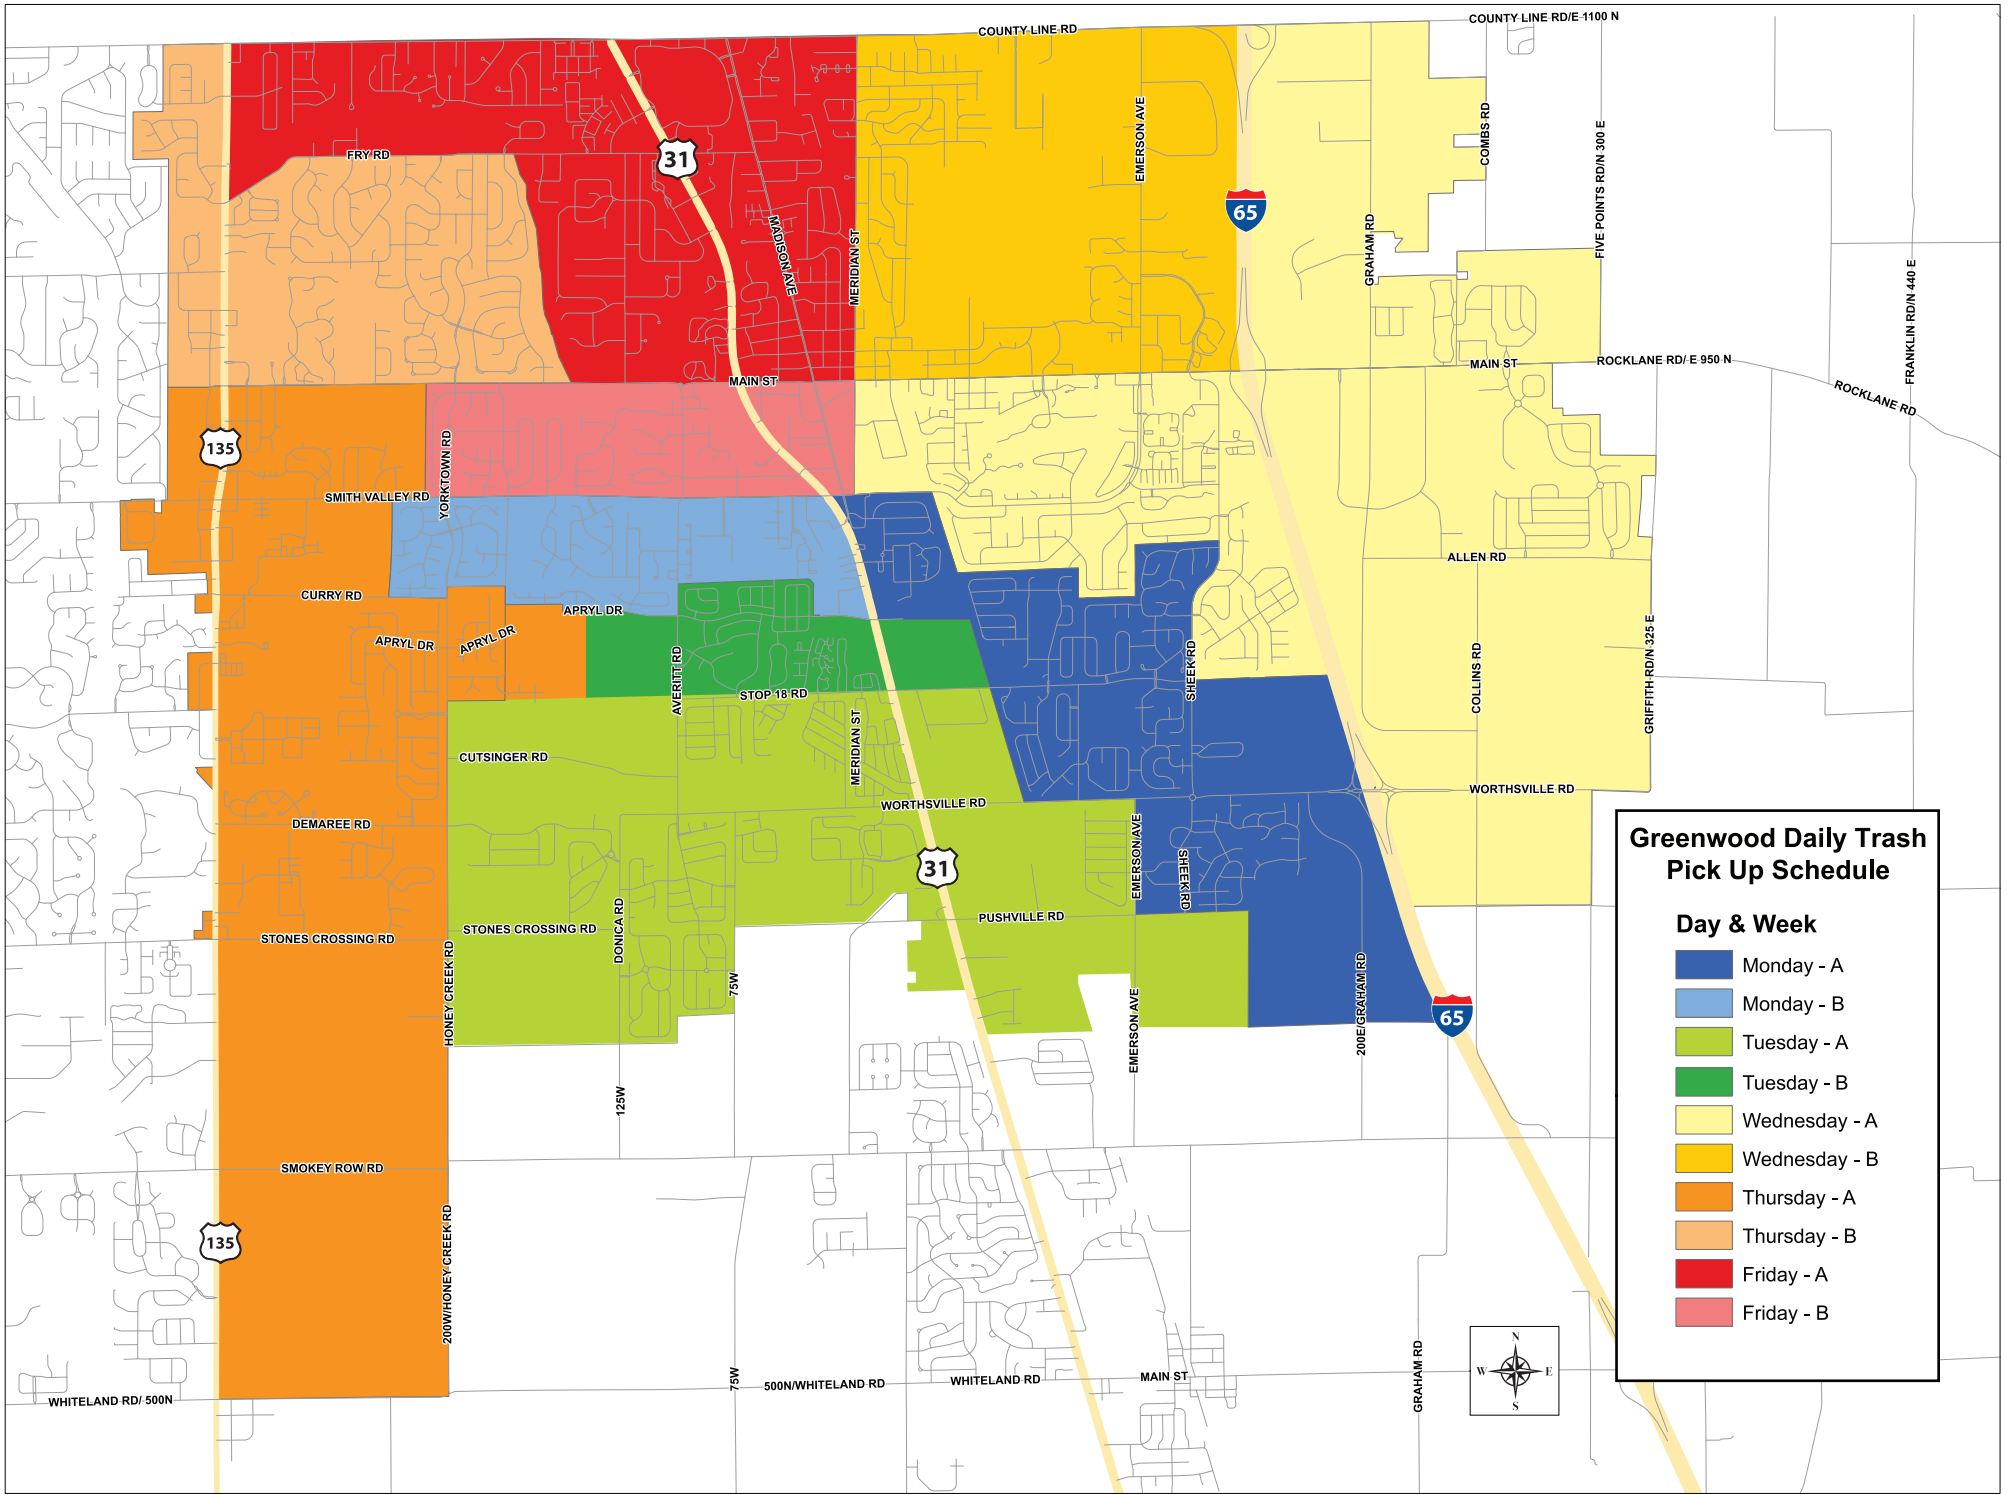 COUNTY LINE RD
COUNTY LINE RD/E 1100 N
COMBS RD
EMERSON AVE
FIVE POINTS RD/N 300 E
FRY RD
31
65
MADISON AVE
MERIDIAN ST
GRAHAM RD
FRANKLIN RD/N 440 E
MAIN ST
MAIN ST
ROCKLANE RD/ E 950 N
ROCKLANE RD
135
YORKTOWN RD
SMITH VALLEY RD
ALLEN RD
CURRY RD
APRYL DR
APRYL DR
APRYL DR
AVERITT RD
STOP 18 RD
SHEEK RD
COLLINS RD
GRIFFITH RD/N 325 E
MERIDIAN ST
CUTSINGER RD
WORTHSVILLE RD
WORTHSVILLE RD
DEMAREE RD
31
EMERSON AVE
SHEEK RD
PUSHVILLE RD
STONES CROSSING RD
STONES CROSSING RD
DONICA RD
HONEY CREEK RD
75W
EMERSON AVE
200E/GRAHAM RD
65
125W
SMOKEY ROW RD
135
200W/HONEY CREEK RD
75W
WHITELAND RD/ 500N
500N/WHITELAND RD
WHITELAND RD
MAIN ST
GRAHAM RD
Greenwood Daily Trash
Pick Up Schedule
Day & Week
Monday - A
Monday - B
Tuesday - A
Tuesday - B
Wednesday - A
Wednesday - B
Thursday - A
Thursday - B
Friday - A
Friday - B
N
W E
S